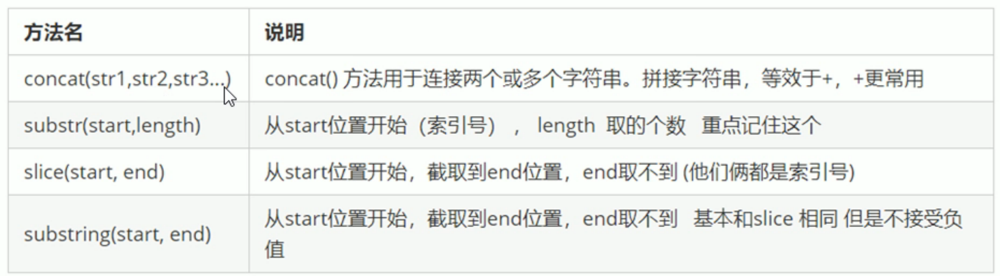 方法名 说明
concat(str1,str2,str3...) concat() 方法用于连接两个或多个字符串。拼接字符串，等效于+，+更常用
substr(start,length) 从start位置开始（索引号） ， length 取的个数 重点记住这个
slice(start, end) 从start位置开始，截取到end位置，end取不到 (他们俩都是索引号)
substring(start, end) 从start位置开始，截取到end位置，end取不到 基本和slice 相同 但是不接受负
值